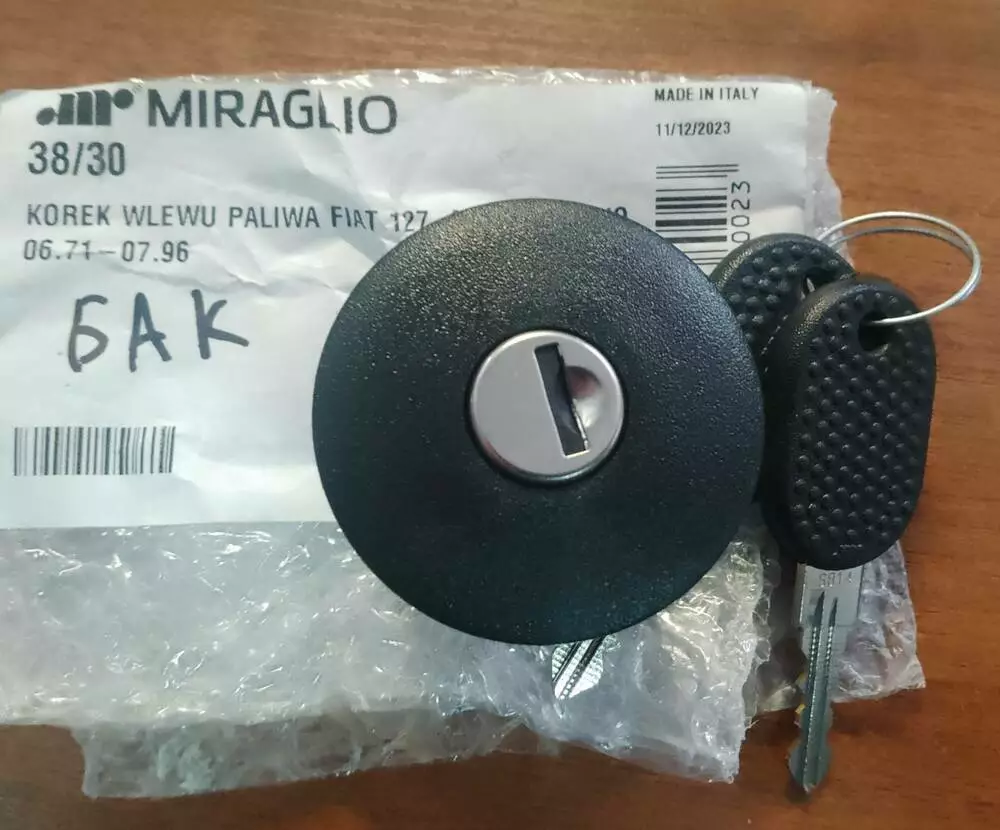 MIRAGLIO
38/30
KOREK WLEWU PALIWA FIAT 127
06.71-07.96
БАК
MADE IN ITALY
11/12/2023
0023